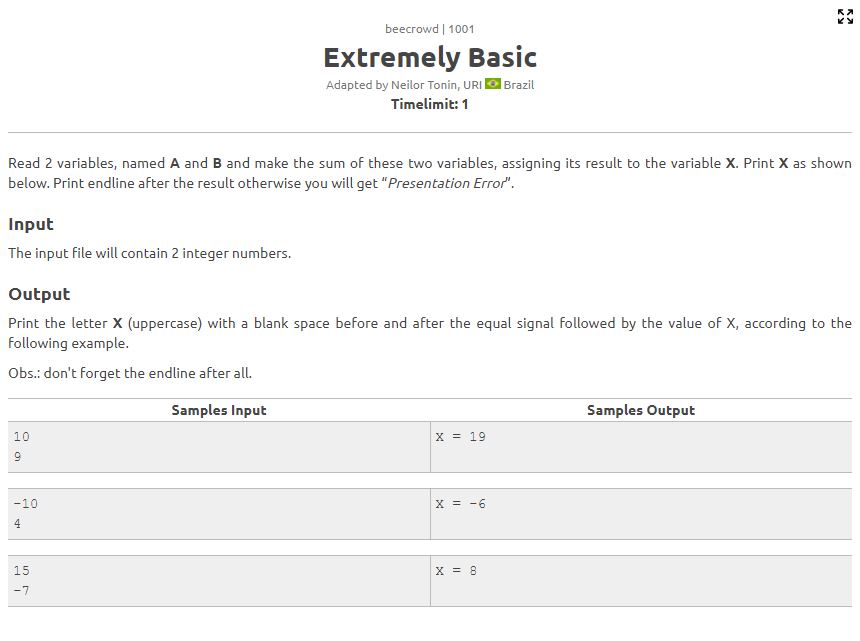 beecrowd | 1001
Extremely Basic
Adapted by Neilor Tonin, URI Brazil
Timelimit: 1
Read 2 variables, named A and B and make the sum of these two variables, assigning its result to the variable X. Print X as shown
below. Print endline after the result otherwise you will get “Presentation Error”.
Input
The input file will contain 2 integer numbers.
Output
Print the letter X (uppercase) with a blank space before and after the equal signal followed by the value of X, according to the
following example.
Obs.: don't forget the endline after all.
Samples Input Samples Output
10 X = 19
9
-10 X = -6
4
15 X = 8
-7